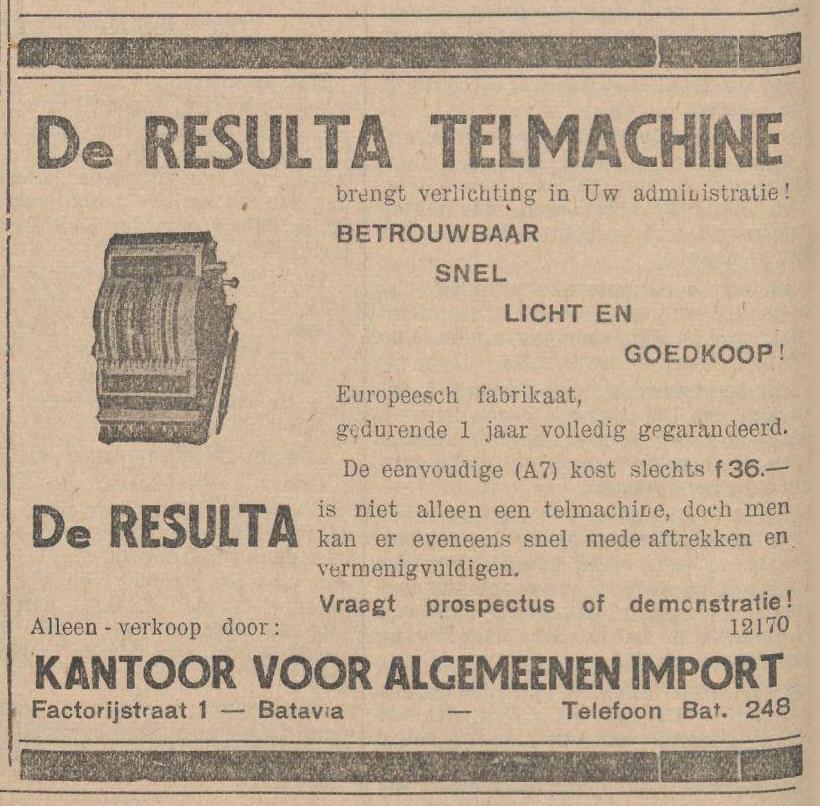 De RESULTA TELMACHINE
brengt verlichting in Uw administratie!
BETROUWBAAR
SNEL
LICHT EN
GOEDKOOP!
Europeesch fabrikaat,
gedurende 1 jaar volledig gegarandeerd.
De eenvoudige (A7) kost slechts f 36.—
De RESULTA
is niet alleen een telmachine, doch men
kan er eveneens snel mede aftrekken en
vermenigvuldigen.
Vraagt prospectus of demonstratie!
Alleen-verkoop door:
12170
KANTOOR VOOR ALGEMEENEN IMPORT
Factorijstraat 1 — Batavia — Telefoon Bat. 248